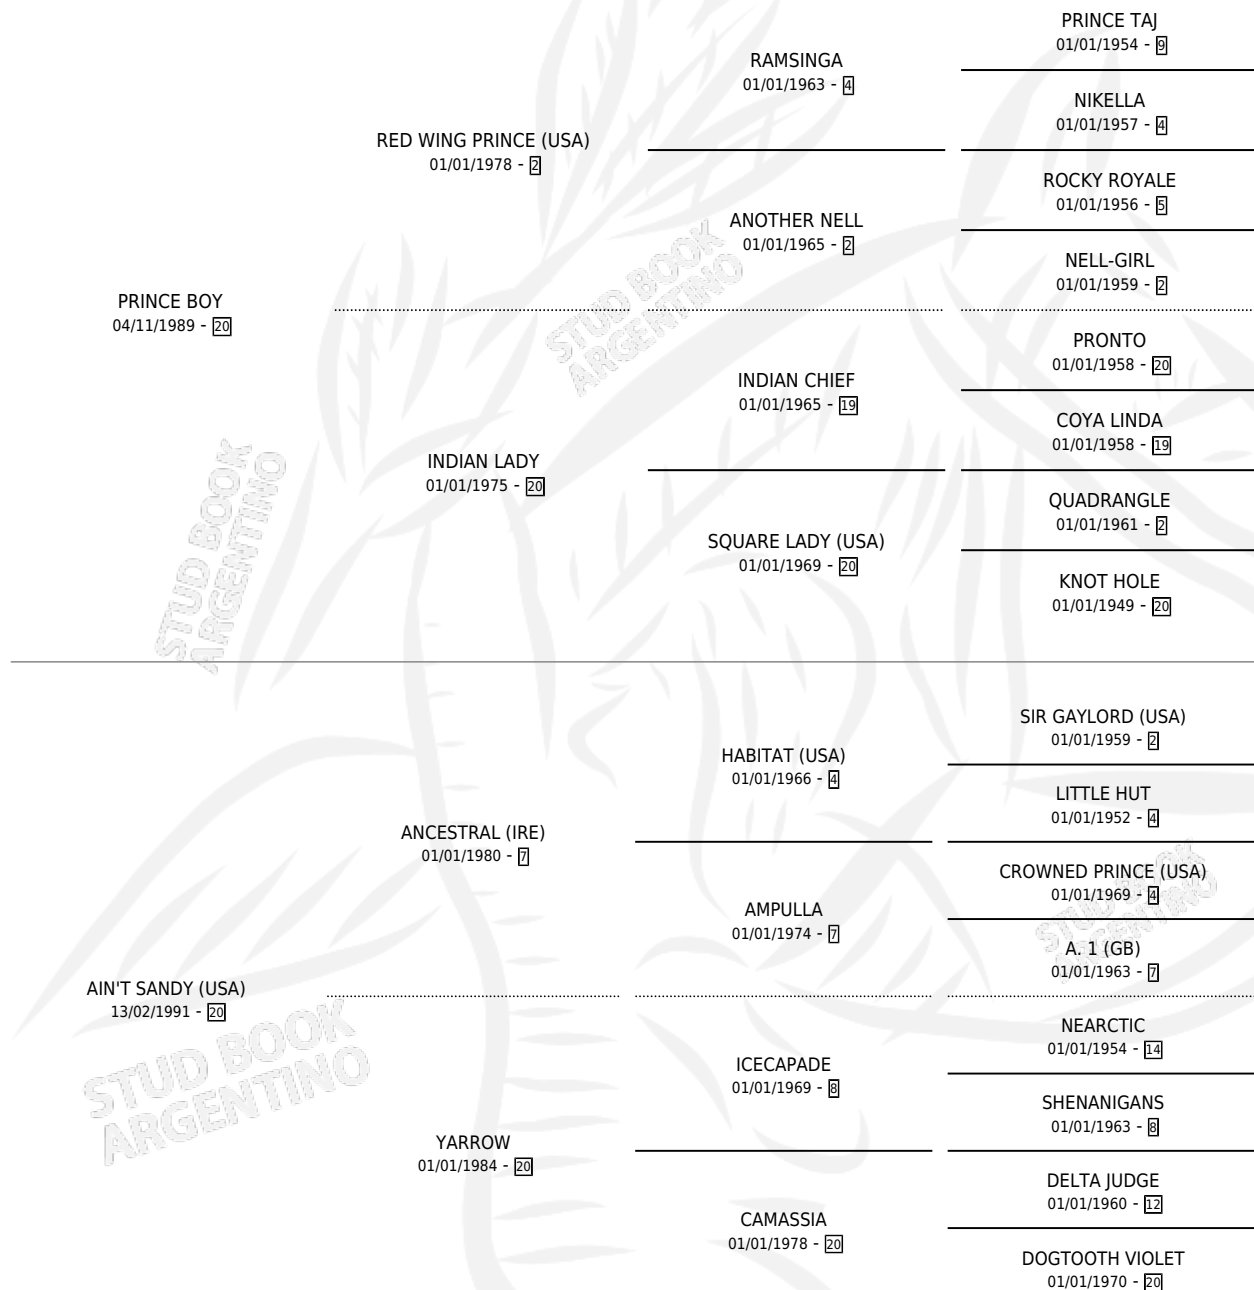 PRINCE TAJ
01/01/1954 - 9
RAMSINGA
01/01/1963 - 4
NIKELLA
01/01/1957 - 4
RED WING PRINCE (USA)
01/01/1978 - 2
ROCKY ROYALE
01/01/1956 - 5
ANOTHER NELL
01/01/1965 - 2
NELL-GIRL
01/01/1959 - 2
PRINCE BOY
04/11/1989 - 20
PRONTO
01/01/1958 - 20
INDIAN CHIEF
01/01/1965 - 19
COYA LINDA
01/01/1958 - 19
INDIAN LADY
01/01/1975 - 20
QUADRANGLE
01/01/1961 - 2
SQUARE LADY (USA)
01/01/1969 - 20
KNOT HOLE
01/01/1949 - 20
SIR GAYLORD (USA)
01/01/1959 - 2
HABITAT (USA)
01/01/1966 - 4
LITTLE HUT
01/01/1952 - 4
ANCESTRAL (IRE)
01/01/1980 - 7
CROWNED PRINCE (USA)
01/01/1969 - 4
AMPULLA
01/01/1974 - 7
A. 1 (GB)
01/01/1963 - 7
AIN'T SANDY (USA)
13/02/1991 - 20
NEARCTIC
01/01/1954 - 14
ICECAPADE
01/01/1969 - 8
SHENANIGANS
01/01/1963 - 8
YARROW
01/01/1984 - 20
DELTA JUDGE
01/01/1960 - 12
CAMASSIA
01/01/1978 - 20
DOGTOOTH VIOLET
01/01/1970 - 20
STUD BOOK
ARGENTINO
STUD BOOK
ARGENTINO
STUD BOOK
ARGENTINO
STUD BOOK
ARGENTINO